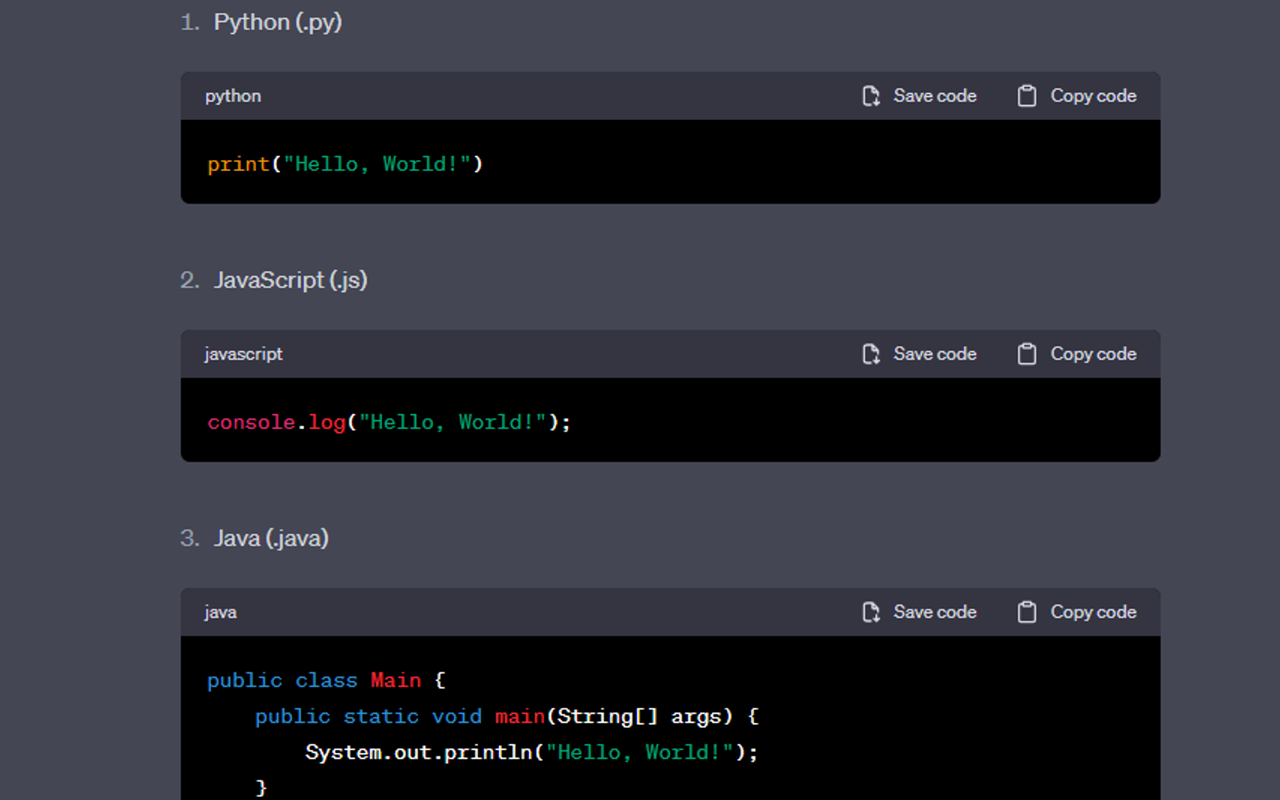 1. Python (.py)
python Save code Copy code
print("Hello, World!")
2. JavaScript (.js)
javascript Save code Copy code
console.log("Hello, World!");
3. Java (.java)
java Save code Copy code
public class Main {
    public static void main(String[] args) {
        System.out.println("Hello, World!");
    }